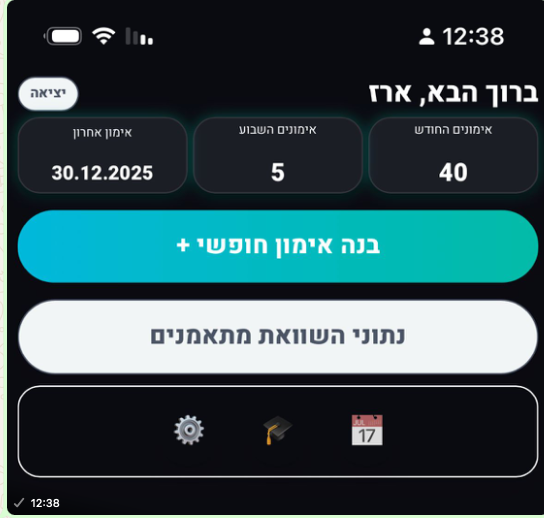 12:38
ברוך הבא, ארז
יציאה
אימונים החודש
40
אימונים השבוע
5
אימון אחרון
30.12.2025
בנה אימון חופשי +
נתוני השוואת מתאמנים
JUL
17
12:38